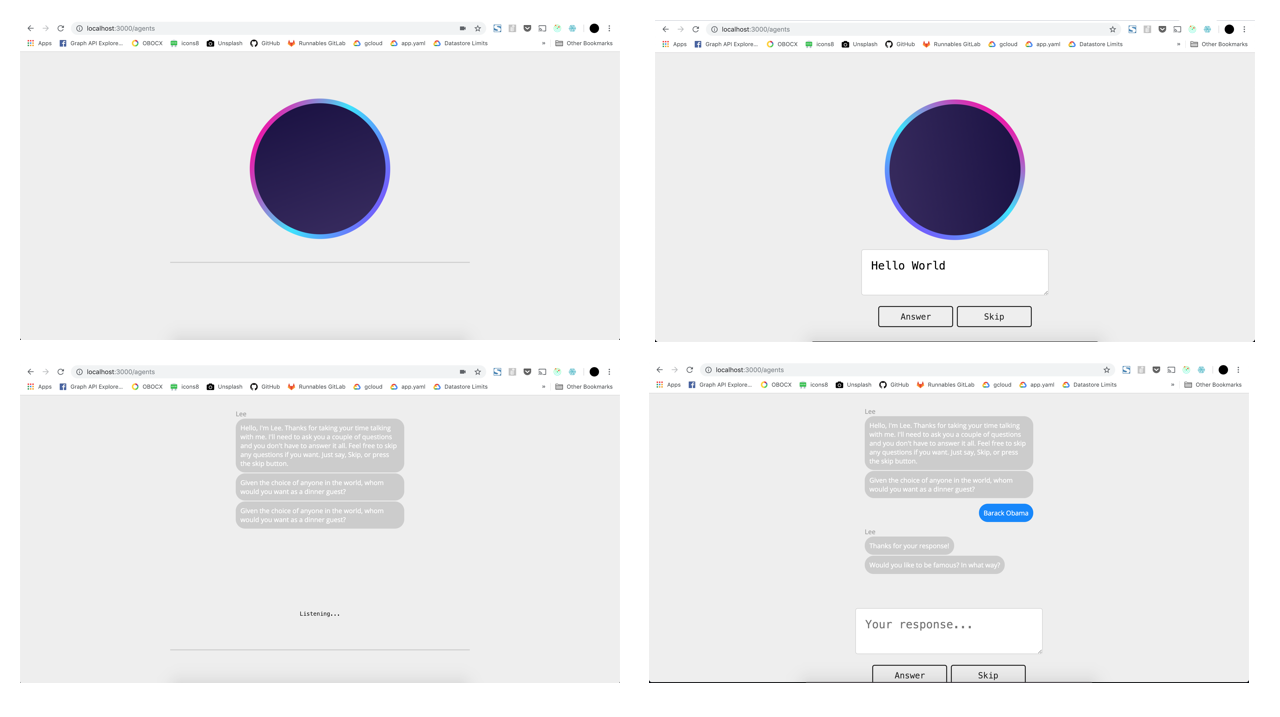 localhost:3000/agents
Apps Graph API Explore... OBOCX icons8 Unsplash GitHub Runnables GitLab gcloud app.yaml Datastore Limits » Other Bookmarks
localhost:3000/agents
Apps Graph API Explore... OBOCX icons8 Unsplash GitHub Runnables GitLab gcloud app.yaml Datastore Limits » Other Bookmarks
Hello World
Answer Skip
localhost:3000/agents
Apps Graph API Explore... OBOCX icons8 Unsplash GitHub Runnables GitLab gcloud app.yaml Datastore Limits » Other Bookmarks
Lee
Hello, I'm Lee. Thanks for taking your time talking
with me. I'll need to ask you a couple of questions
and you don't have to answer it all. Feel free to skip
any questions if you want. Just say, Skip, or press
the skip button.
Given the choice of anyone in the world, whom
would you want as a dinner guest?
Given the choice of anyone in the world, whom
would you want as a dinner guest?
Listening...
localhost:3000/agents
Apps Graph API Explore... OBOCX icons8 Unsplash GitHub Runnables GitLab gcloud app.yaml Datastore Limits » Other Bookmarks
Lee
Hello, I'm Lee. Thanks for taking your time talking
with me. I'll need to ask you a couple of questions
and you don't have to answer it all. Feel free to skip
any questions if you want. Just say, Skip, or press
the skip button.
Given the choice of anyone in the world, whom
would you want as a dinner guest?
Barack Obama
Lee
Thanks for your response!
Would you like to be famous? In what way?
Your response...
Answer Skip